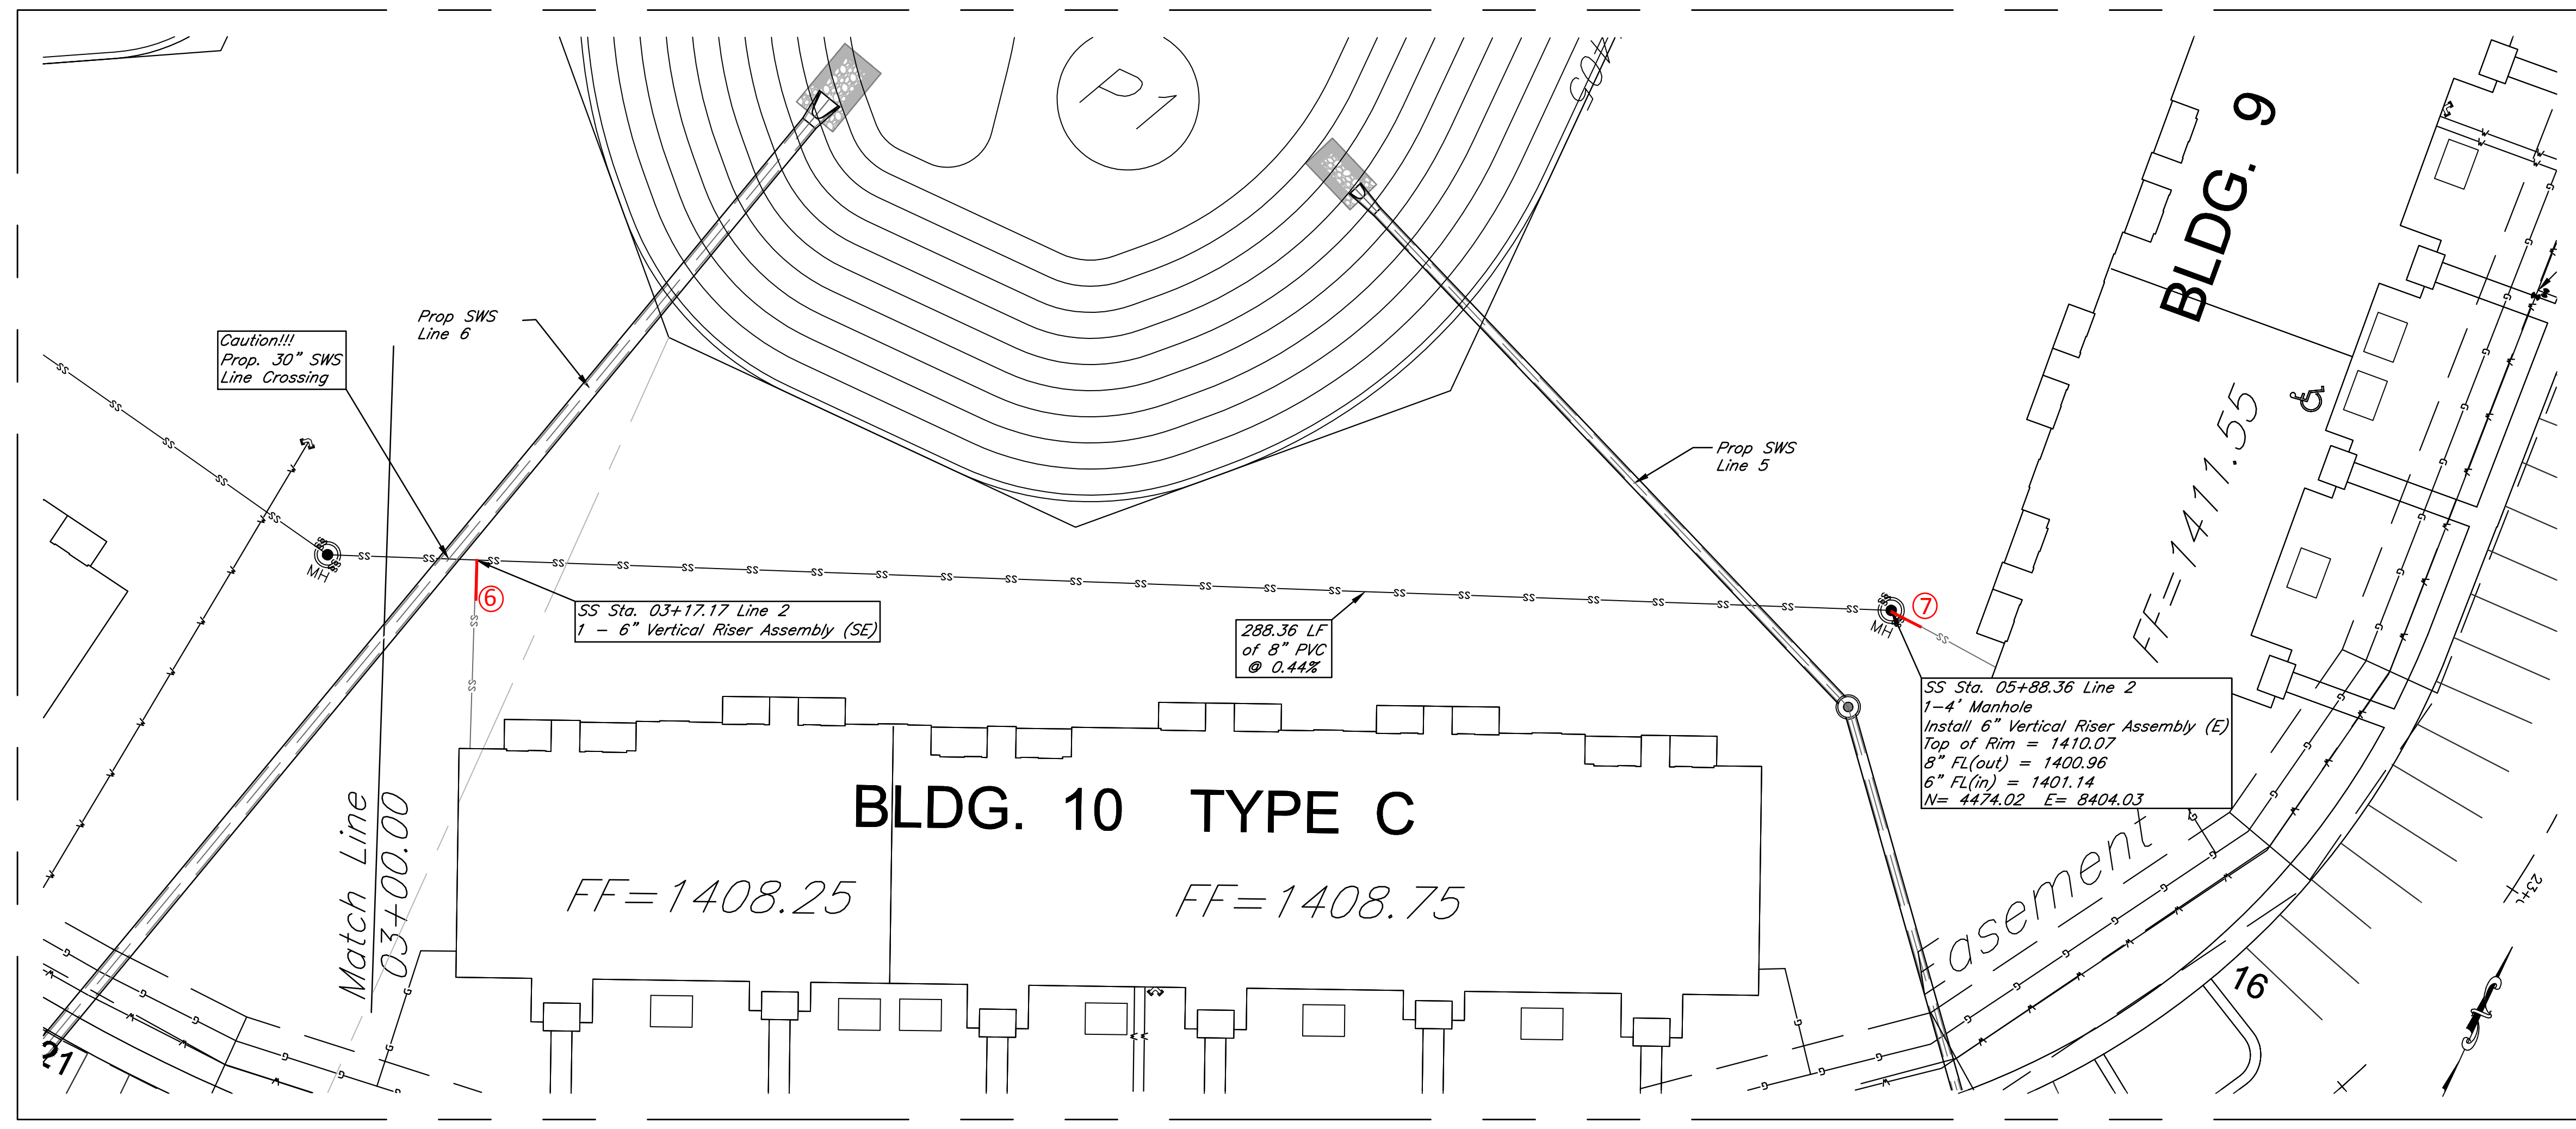 P1
BLDG. 9
Prop SWS
Line 6
Caution!!!
Prop. 30" SWS
Line Crossing
Prop SWS
Line 5
FF=1411.55
MH
6
SS Sta. 03+17.17 Line 2
1 - 6" Vertical Riser Assembly (SE)
288.36 LF
of 8" PVC
@ 0.44%
MH
7
SS Sta. 05+88.36 Line 2
1-4' Manhole
Install 6" Vertical Riser Assembly (E)
Top of Rim = 1410.07
8" FL(out) = 1400.96
6" FL(in) = 1401.14
N= 4474.02 E= 8404.03
BLDG. 10 TYPE C
FF=1408.25
FF=1408.75
Match Line
03+00.00
Easement
16
21